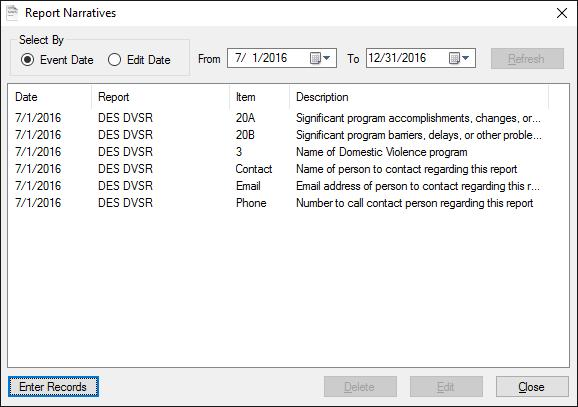 Report Narratives
Select By
Event Date Edit Date From 7/ 1/2016 To 12/31/2016 Refresh
Date Report Item Description
7/1/2016 DES DVSR 20A Significant program accomplishments, changes, or...
7/1/2016 DES DVSR 20B Significant program barriers, delays, or other proble...
7/1/2016 DES DVSR 3 Name of Domestic Violence program
7/1/2016 DES DVSR Contact Name of person to contact regarding this report
7/1/2016 DES DVSR Email Email address of person to contact regarding this r...
7/1/2016 DES DVSR Phone Number to call contact person regarding this report
Enter Records Delete Edit Close